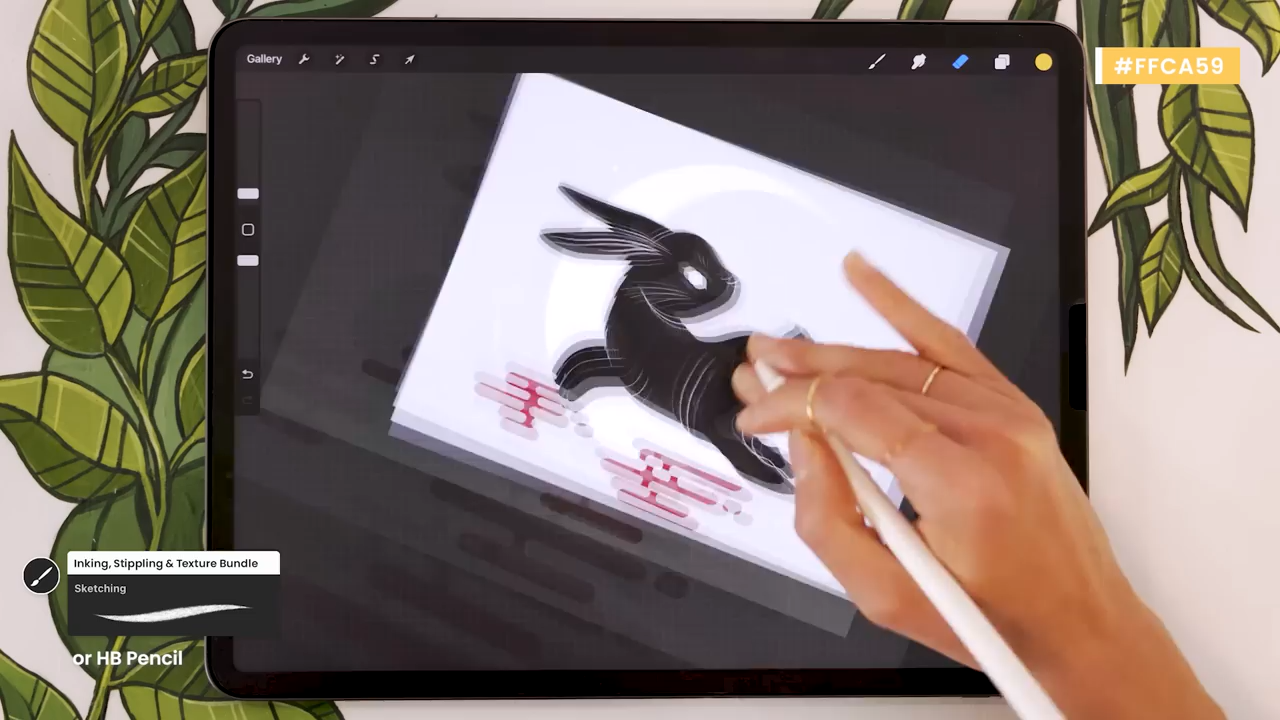 Gallery
#FFCA59
Inking, Stippling & Texture Bundle
Sketching
or HB Pencil